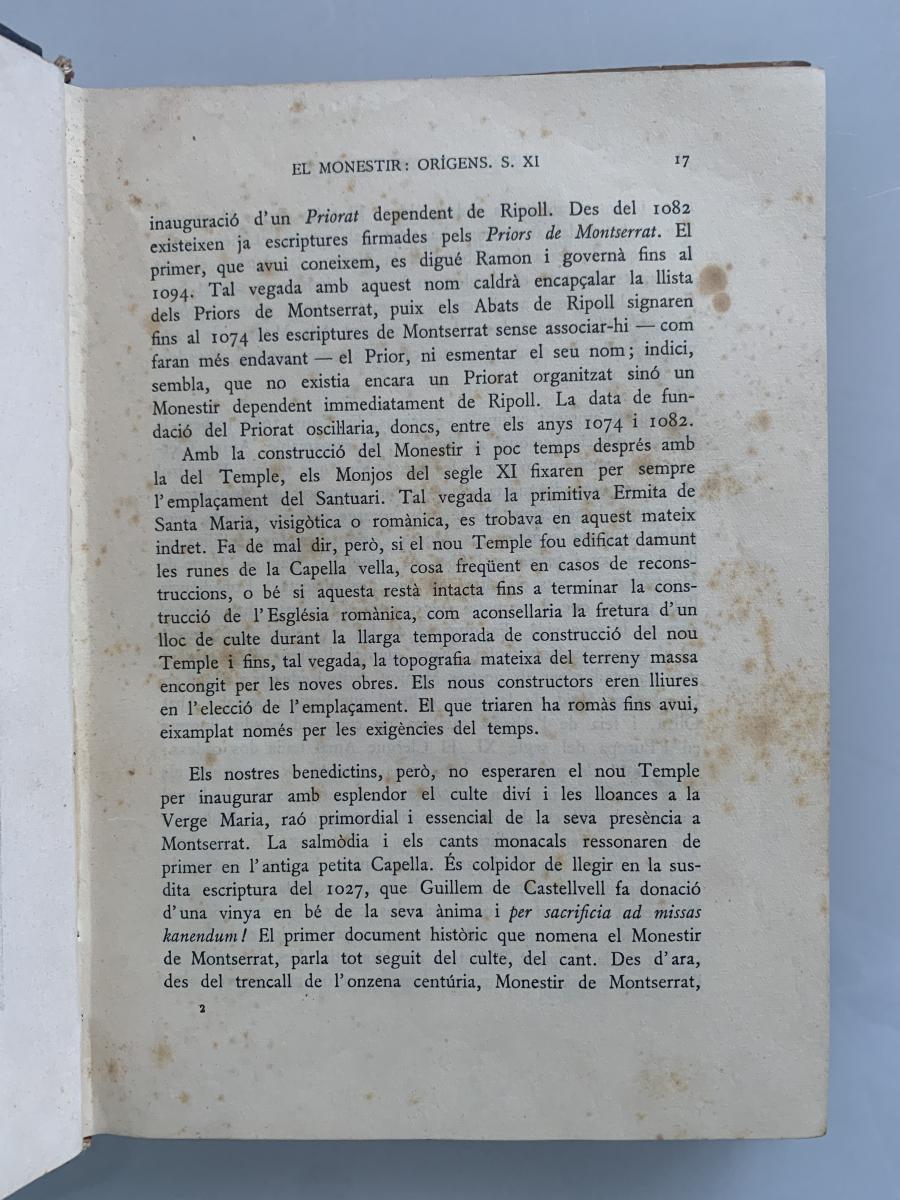 EL MONESTIR: ORÍGENS. S. XI 17
inauguració d'un Priorat dependent de Ripoll. Des del 1082
existeixen ja escriptures firmades pels Priors de Montserrat. El
primer, que avui coneixem, es digué Ramon i governà fins al
1094. Tal vegada amb aquest nom caldrà encapçalar la llista
dels Priors de Montserrat, puix els Abats de Ripoll signaren
fins al 1074 les escriptures de Montserrat sense associar-hi — com
faran més endavant — el Prior, ni esmentar el seu nom; indici,
sembla, que no existia encara un Priorat organitzat sinó un
Monestir dependent immediatament de Ripoll. La data de fun-
dació del Priorat oscil·laria, doncs, entre els anys 1074 i 1082.
Amb la construcció del Monestir i poc temps després amb
la del Temple, els Monjos del segle XI fixaren per sempre
l'emplaçament del Santuari. Tal vegada la primitiva Ermita de
Santa Maria, visigòtica o romànica, es trobava en aquest mateix
indret. Fa de mal dir, però, si el nou Temple fou edificat damunt
les runes de la Capella vella, cosa freqüent en casos de recons-
truccions, o bé si aquesta restà intacta fins a terminar la cons-
trucció de l'Església romànica, com aconsellaria la fretura d'un
lloc de culte durant la llarga temporada de construcció del nou
Temple i fins, tal vegada, la topografia mateixa del terreny massa
encongit per les noves obres. Els nous constructors eren lliures
en l'elecció de l'emplaçament. El que triaren ha romàs fins avui,
eixamplat només per les exigències del temps.
Els nostres benedictins, però, no esperaren el nou Temple
per inaugurar amb esplendor el culte diví i les lloances a la
Verge Maria, raó primordial i essencial de la seva presència a
Montserrat. La salmòdia i els cants monacals ressonaren de
primer en l'antiga petita Capella. És colpidor de llegir en la sus-
dita escriptura del 1027, que Guillem de Castellvell fa donació
d'una vinya en bé de la seva ànima i per sacrificia ad missas
kanendum! El primer document històric que nomena el Monestir
de Montserrat, parla tot seguit del culte, del cant. Des d'ara,
des del trencall de l'onzena centúria, Monestir de Montserrat,
2